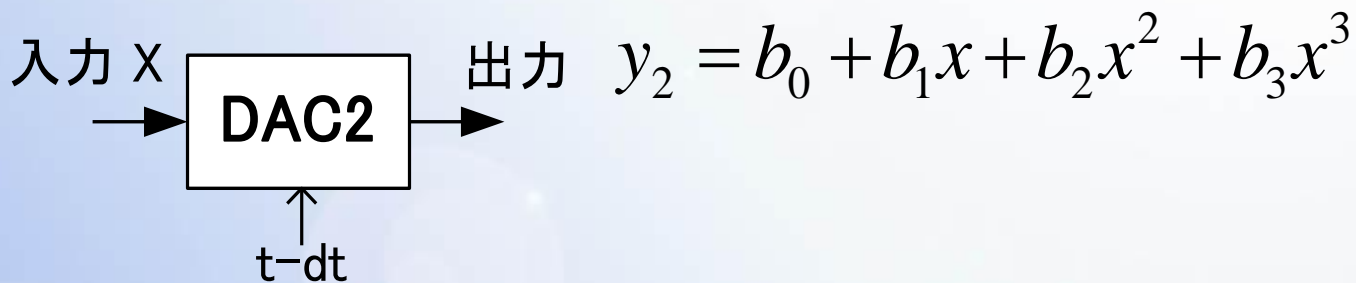 入力 X
DAC2
出力 y₂ = b₀ + b₁x + b₂x² + b₃x³
t-dt